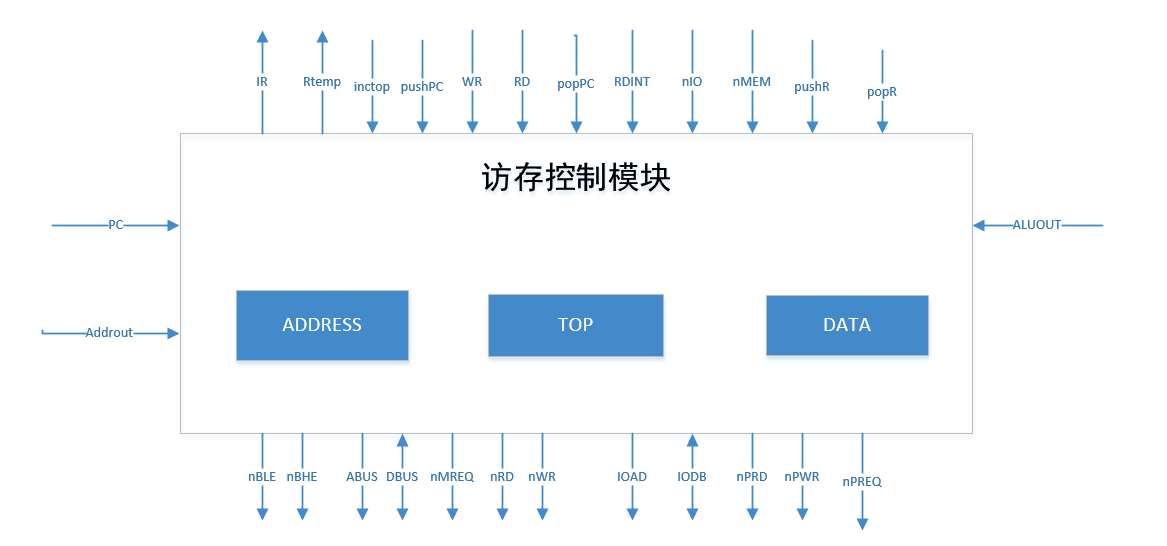 IR
Rtemp
inctop
pushPC
WR
RD
popPC
RDINT
nIO
nMEM
pushR
popR
访存控制模块
PC
ALUOUT
ADDRESS
TOP
DATA
Addrout
nBLE
nBHE
ABUS
DBUS
nMREQ
nRD
nWR
IOAD
IODB
nPRD
nPWR
nPREQ